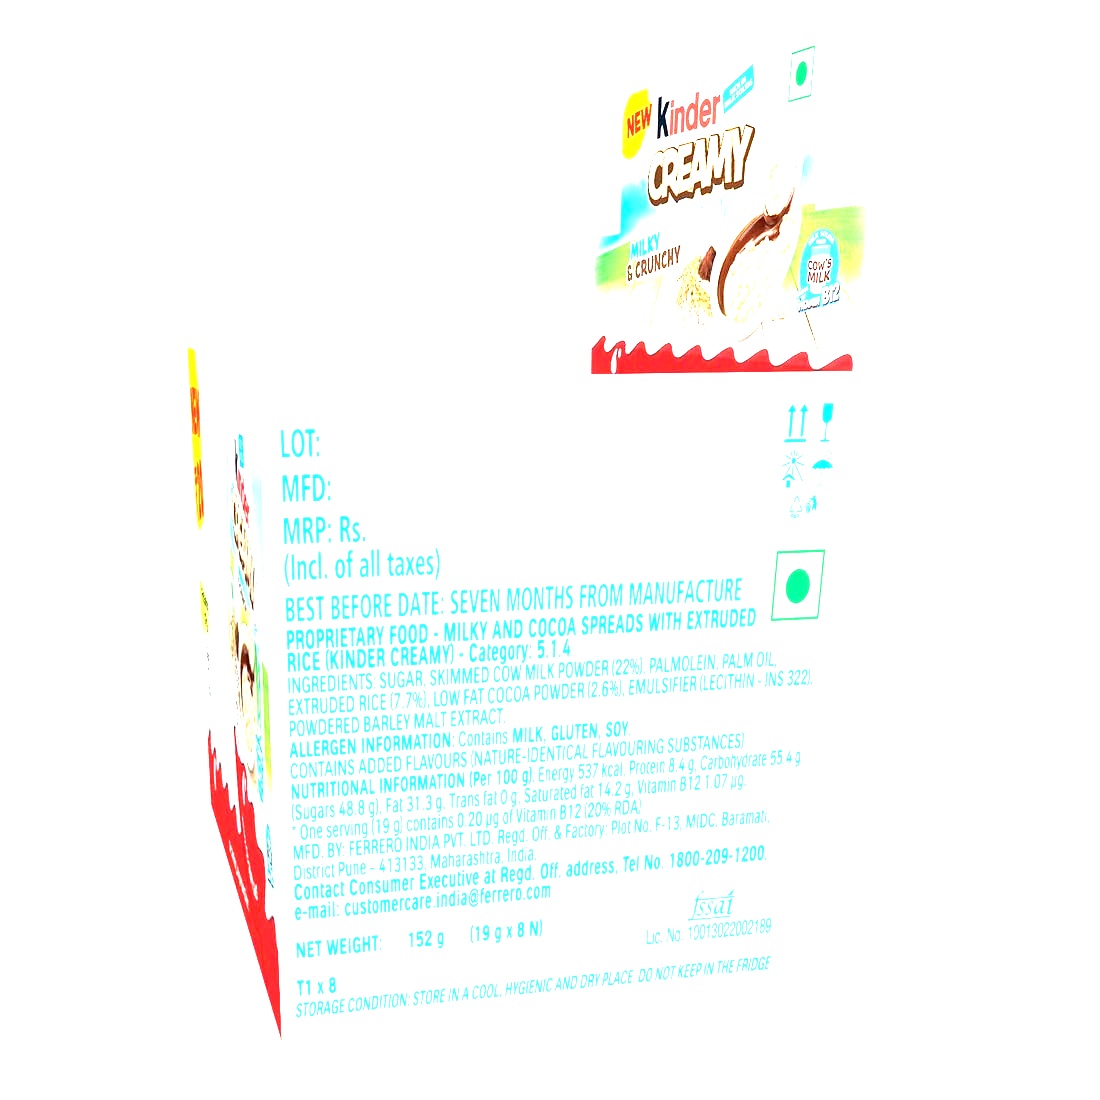 NEW Kinder
CREAMY
MILKY
& CRUNCHY
COW'S
MILK
B12
LOT:
MFD:
MRP: Rs.
(Incl. of all taxes)
BEST BEFORE DATE: SEVEN MONTHS FROM MANUFACTURE
PROPRIETARY FOOD - MILKY AND COCOA SPREADS WITH EXTRUDED
RICE (KINDER CREAMY) - Category: 5.1.4
INGREDIENTS: SUGAR, SKIMMED COW MILK POWDER (22%), PALMOLEIN, PALM OIL,
EXTRUDED RICE (7.7%), LOW FAT COCOA POWDER (2.6%), EMULSIFIER (LECITHIN - INS 322),
POWDERED BARLEY MALT EXTRACT.
ALLERGEN INFORMATION: Contains MILK, GLUTEN, SOY
CONTAINS ADDED FLAVOURS (NATURE-IDENTICAL FLAVOURING SUBSTANCES)
NUTRITIONAL INFORMATION (Per 100 g): Energy 537 kcal, Protein 8.4 g, Carbohydrate 55.4 g
(Sugars 48.8 g), Fat 31.3 g, Trans fat 0 g, Saturated fat 14.2 g, Vitamin B12 1.07 µg.
* One serving (19 g) contains 0.20 µg of Vitamin B12 (20% RDA)
MFD. BY: FERRERO INDIA PVT. LTD. Regd. Off. & Factory: Plot No. F-13, MIDC, Baramati,
District Pune - 413133, Maharashtra, India.
Contact Consumer Executive at Regd. Off. address, Tel No. 1800-209-1200.
e-mail: customercare.india@ferrero.com
NET WEIGHT: 152 g (19 g x 8 N)
fssai
Lic. No. 10013022002189
T1 x 8
STORAGE CONDITION: STORE IN A COOL, HYGIENIC AND DRY PLACE. DO NOT KEEP IN THE FRIDGE